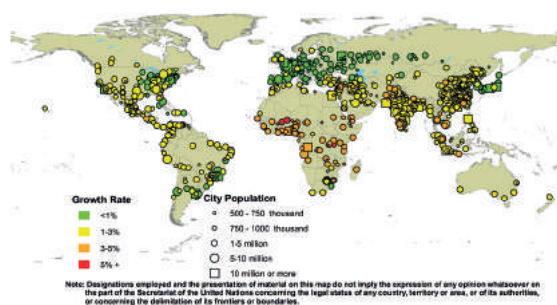 Growth Rate
<1%
1-3%
3-5%
5% +
City Population
500 - 750 thousand
750 - 1000 thousand
1-5 million
5-10 million
10 million or more
Note: Designations employed and the presentation of material on this map do not imply the expression of any opinion whatsoever on
the part of the Secretariat of the United Nations concerning the legal status of any country, territory or area, or of its authorities,
or concerning the delimitation of its frontiers or boundaries.